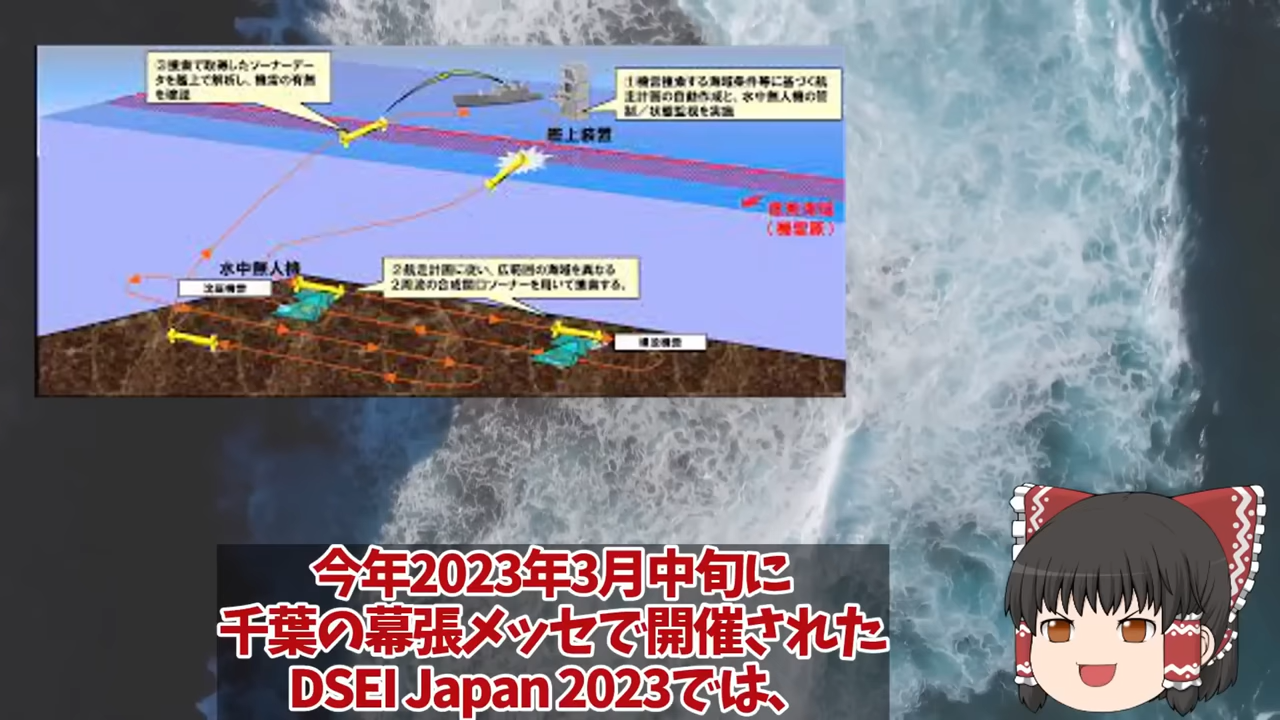 ③捜索で取得したソーナーデー
タを艦上で解析し、機雷の有無
を確認
①機雷捜索する海域条件等に基づく航
走計画の自動作成と、水中無人機の管
制／状態監視を実施
艦上装置
(機雷原)
水中無人機
②航走計画に従い、広範囲の海域を異なる
2周波の合成開口ソーナーを用いて捜索する。
今年2023年3月中旬に
千葉の幕張メッセで開催された
DSEI Japan 2023では、